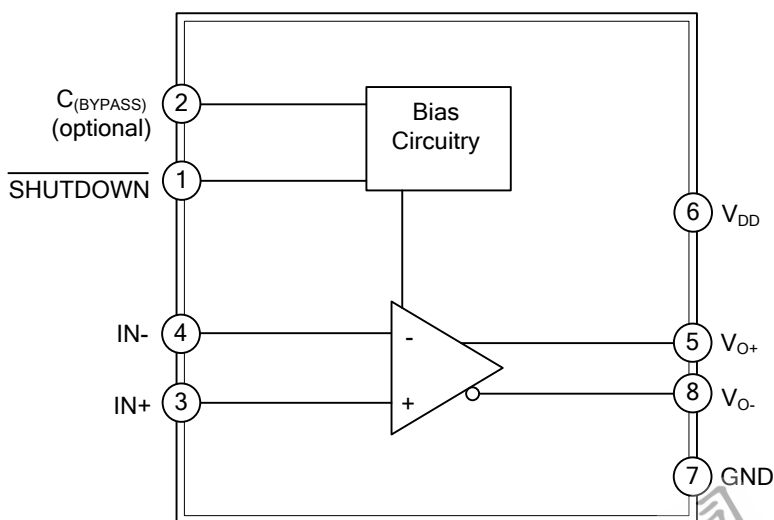 C(BYPASS)
(optional)
2
Bias
Circuitry
SHUTDOWN
1
6
VDD
IN-
4
-
5
VO+
IN+
3
+
8
VO-
7
GND